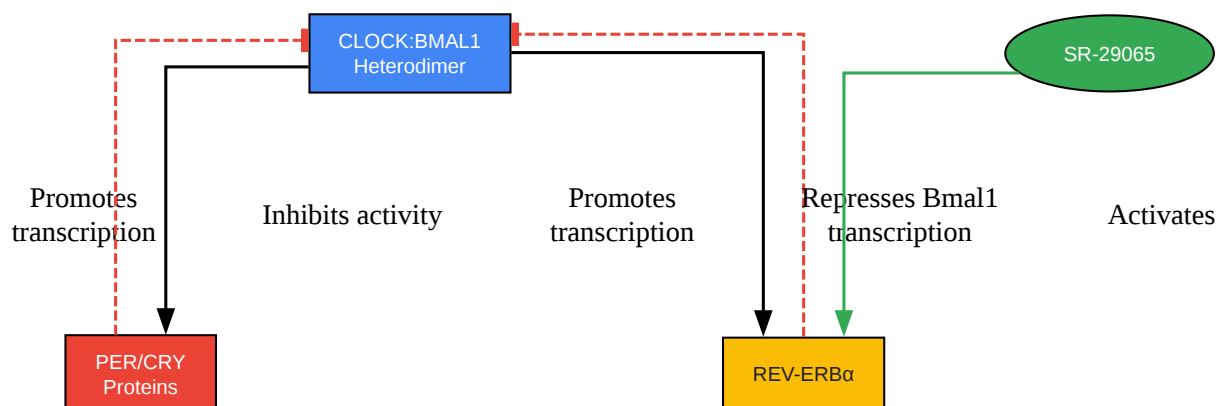 CLOCK:BMAL1
Heterodimer
SR-29065
Promotes
transcription
Inhibits activity
Promotes
transcription
Represses Bmal1
transcription
Activates
PER/CRY
Proteins
REV-ERBα